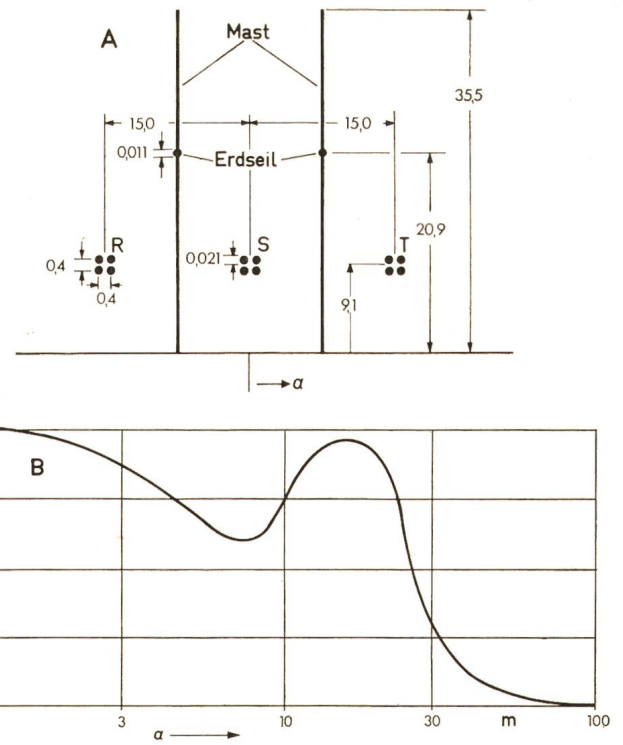 A
Mast
35,5
15,0
15,0
0,011
Erdseil
20,9
R
S
T
0,4
0,021
0,4
9,1
α
B
3
10
30
m
100
α